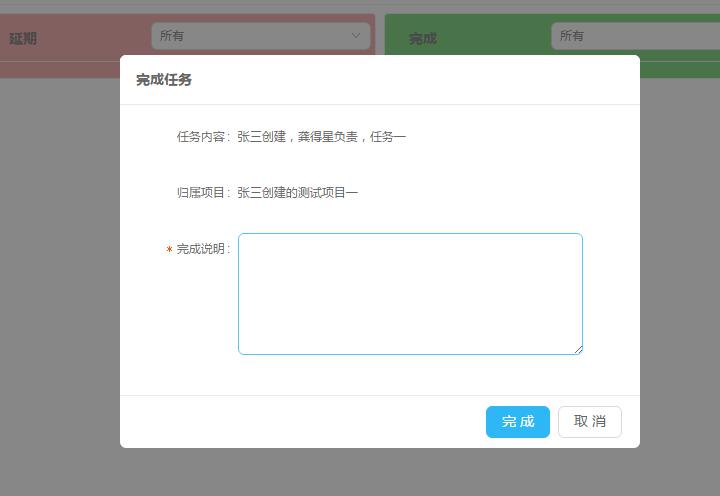 延期 所有 完成 所有
完成任务
任务内容: 张三创建，龚得星负责，任务一
归属项目: 张三创建的测试项目一
* 完成说明:
完 成 取 消